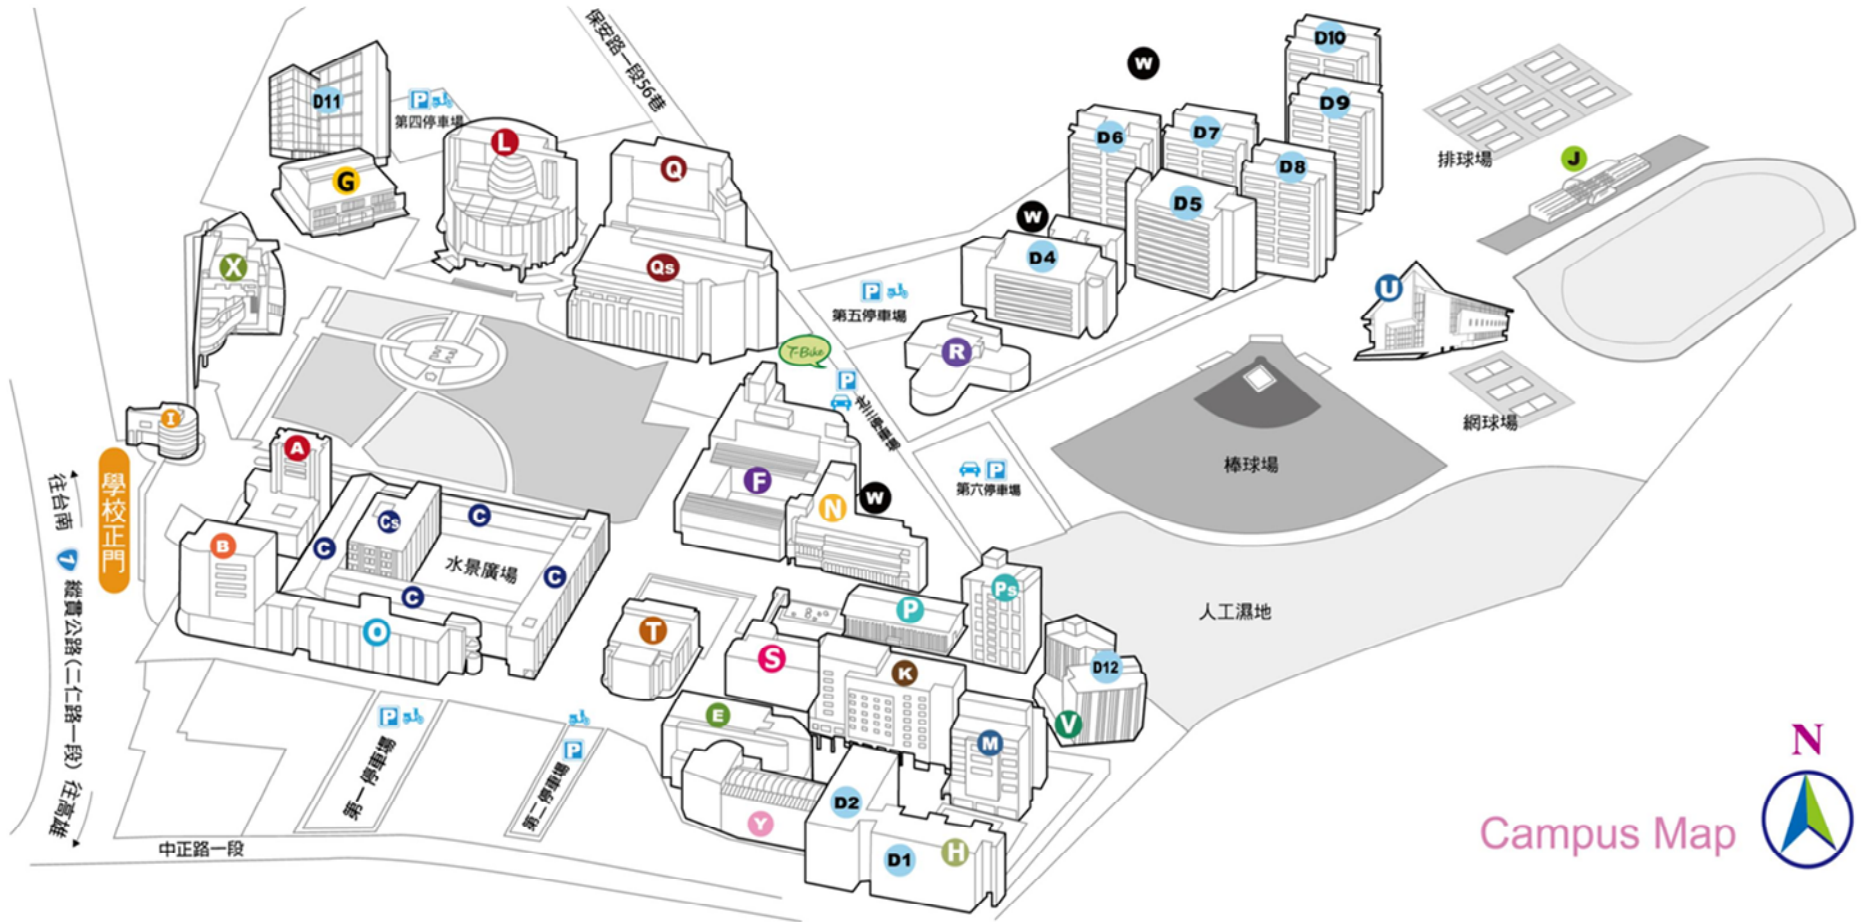 保安路一段56巷
D10
W
D11
P
第四停車場
L
D9
D6
D7
Q
D8
排球場
J
G
D5
W
X
Qs
D4
U
P
第五停車場
T-Bike
R
P
第三停車場
I
網球場
A
棒球場
學校正門
往台南
7
縱貫公路(二仁路一段)
往高雄
F
P
第六停車場
N
W
Cs
C
B
C
水景廣場
C
C
Ps
P
人工濕地
O
T
S
K
D12
E
V
M
P
第一停車場
P
第二停車場
D2
Y
H
D1
中正路一段
N
Campus Map